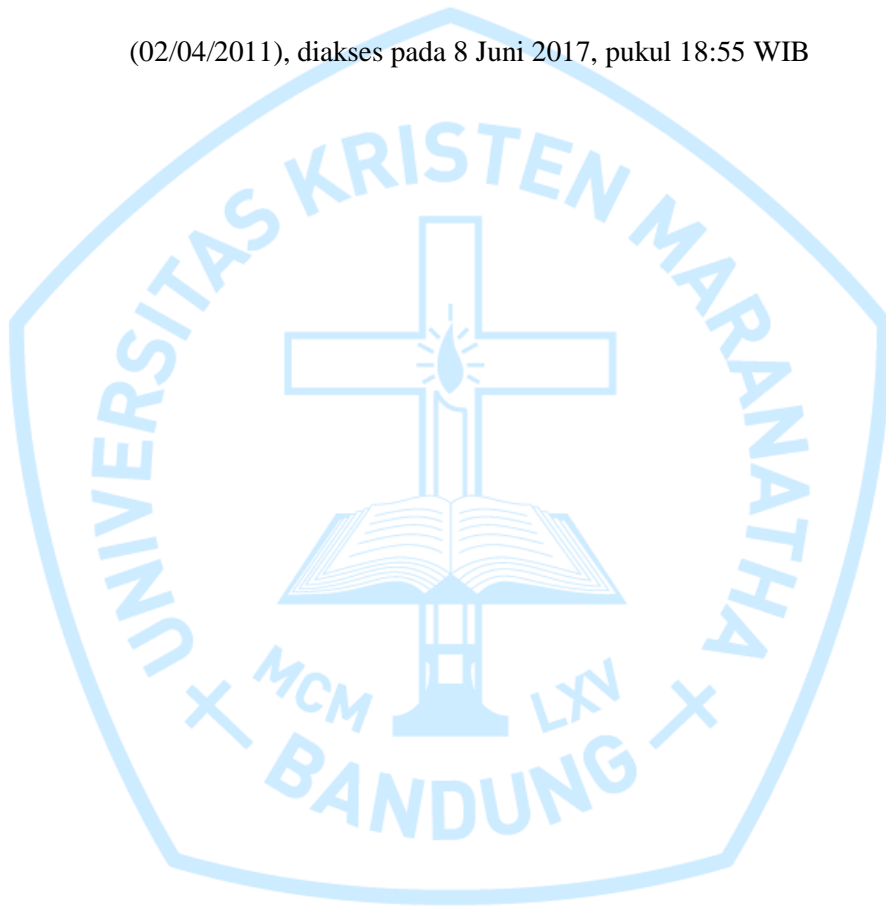 (02/04/2011), diakses pada 8 Juni 2017, pukul 18:55 WIB
UNIVERSITAS KRISTEN MARANATHA
MCM LXV
BANDUNG